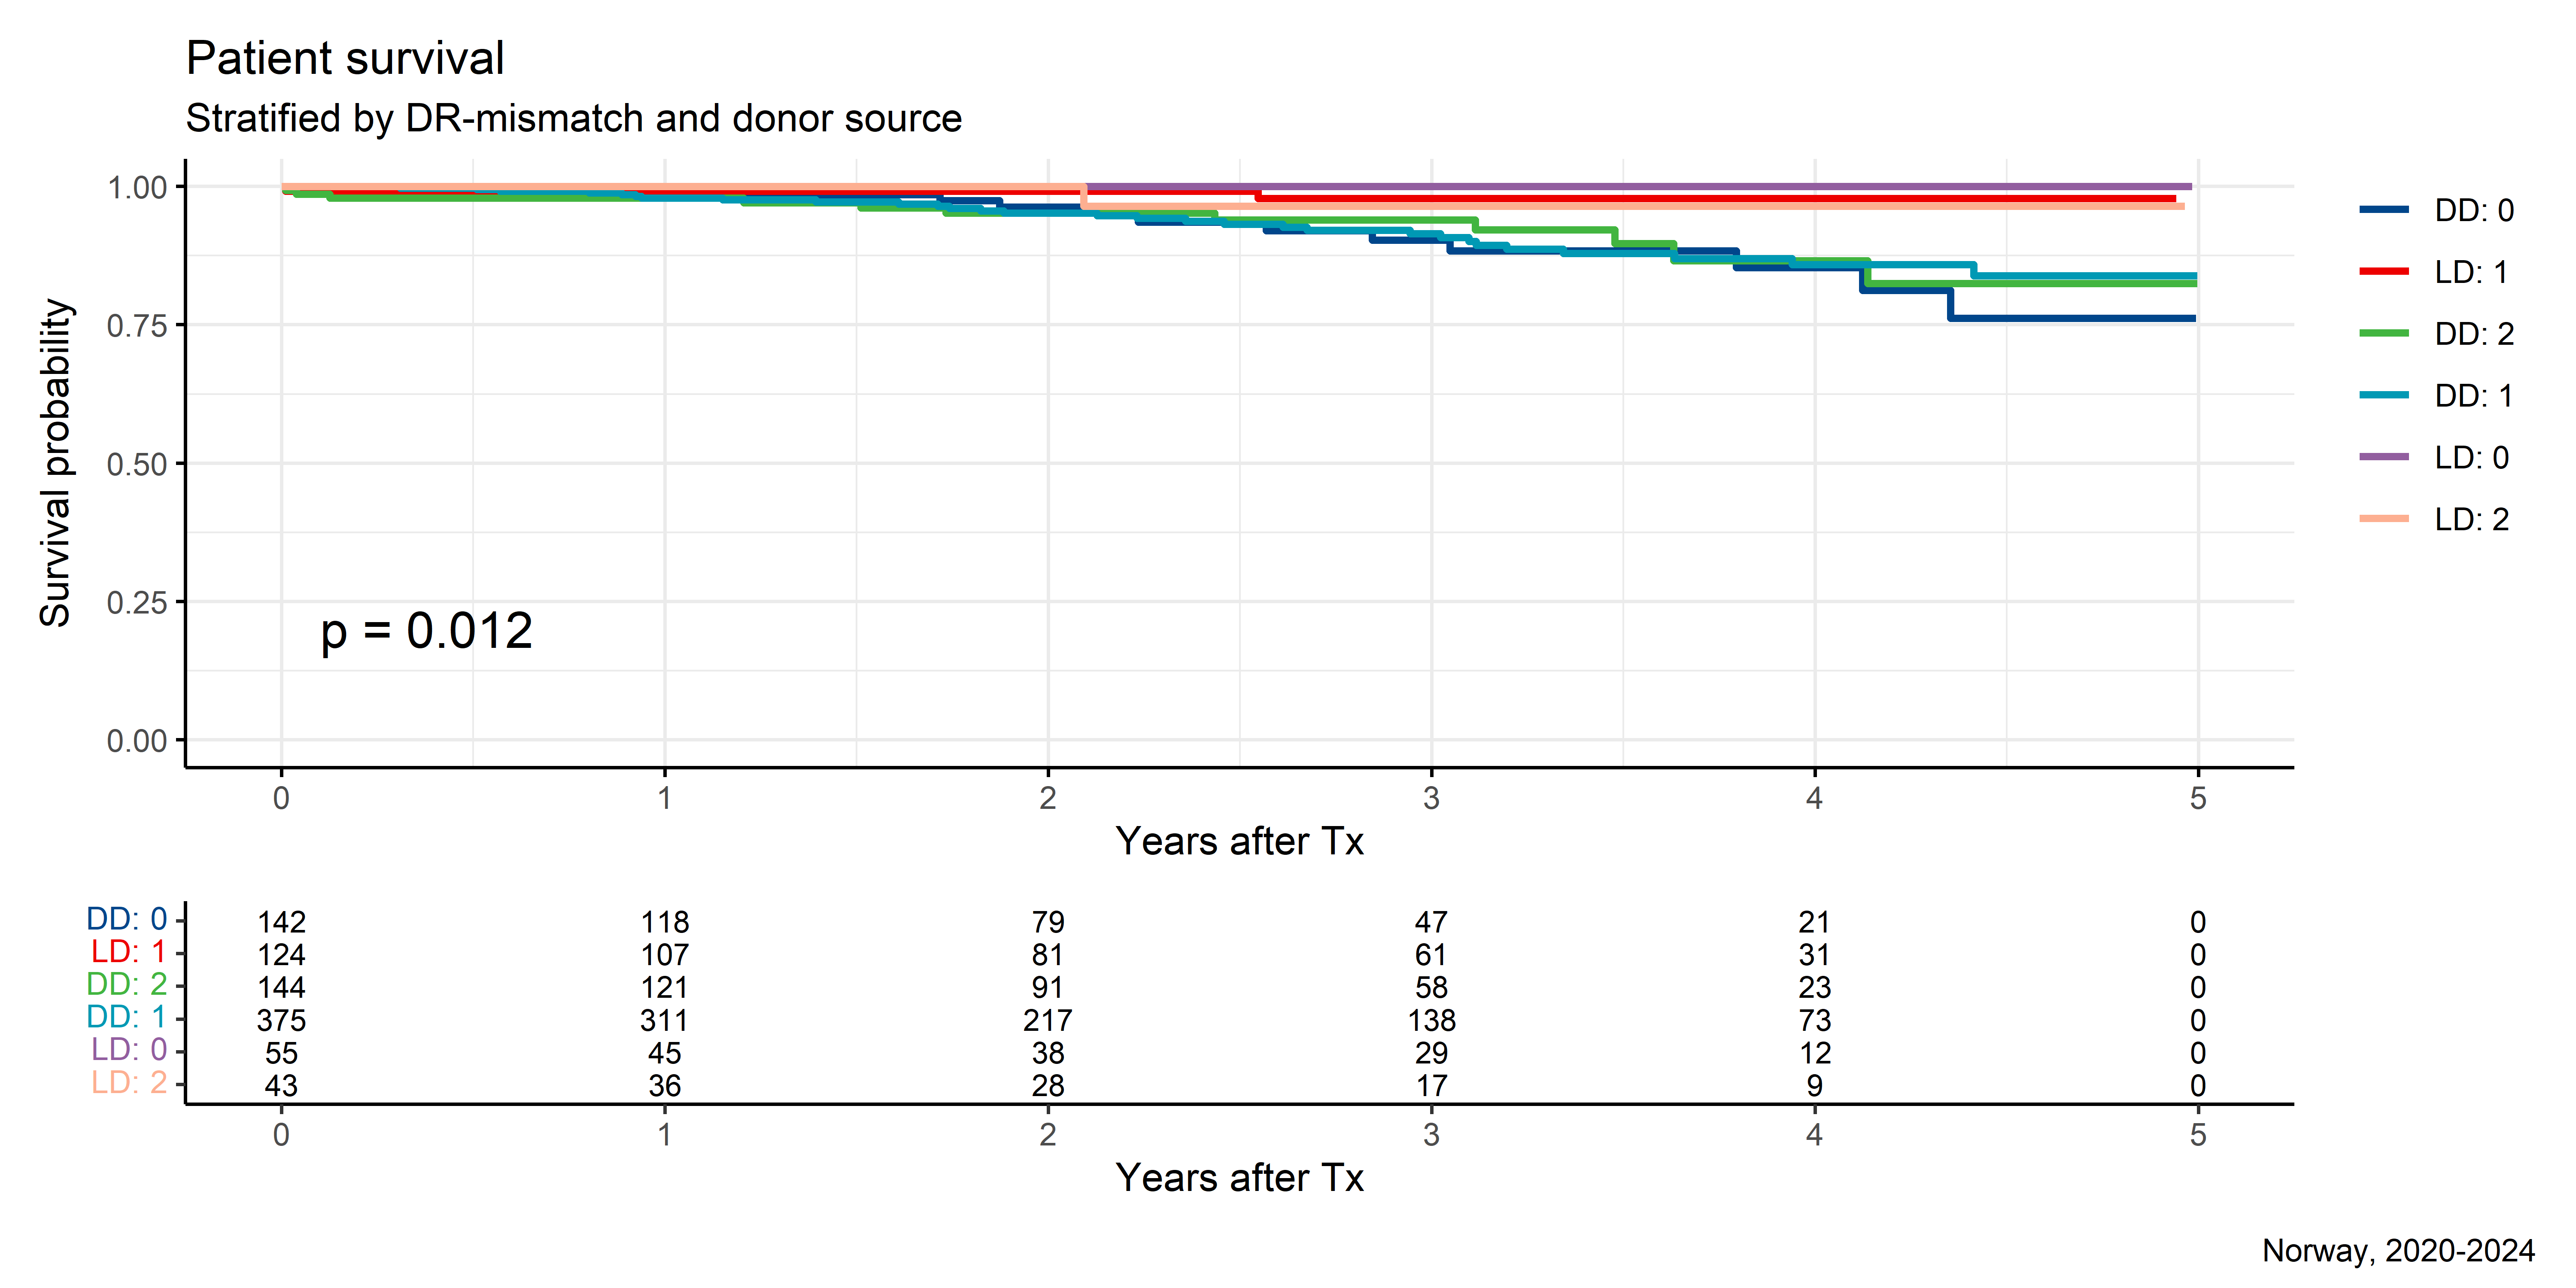 Patient survival
Stratified by DR-mismatch and donor source
Survival probability
1.00
0.75
0.50
0.25
0.00
p = 0.012
0 1 2 3 4 5
Years after Tx
DD: 0
LD: 1
DD: 2
DD: 1
LD: 0
LD: 2
DD: 0 142 118 79 47 21 0
LD: 1 124 107 81 61 31 0
DD: 2 144 121 91 58 23 0
DD: 1 375 311 217 138 73 0
LD: 0 55 45 38 29 12 0
LD: 2 43 36 28 17 9 0
0 1 2 3 4 5
Years after Tx
Norway, 2020-2024